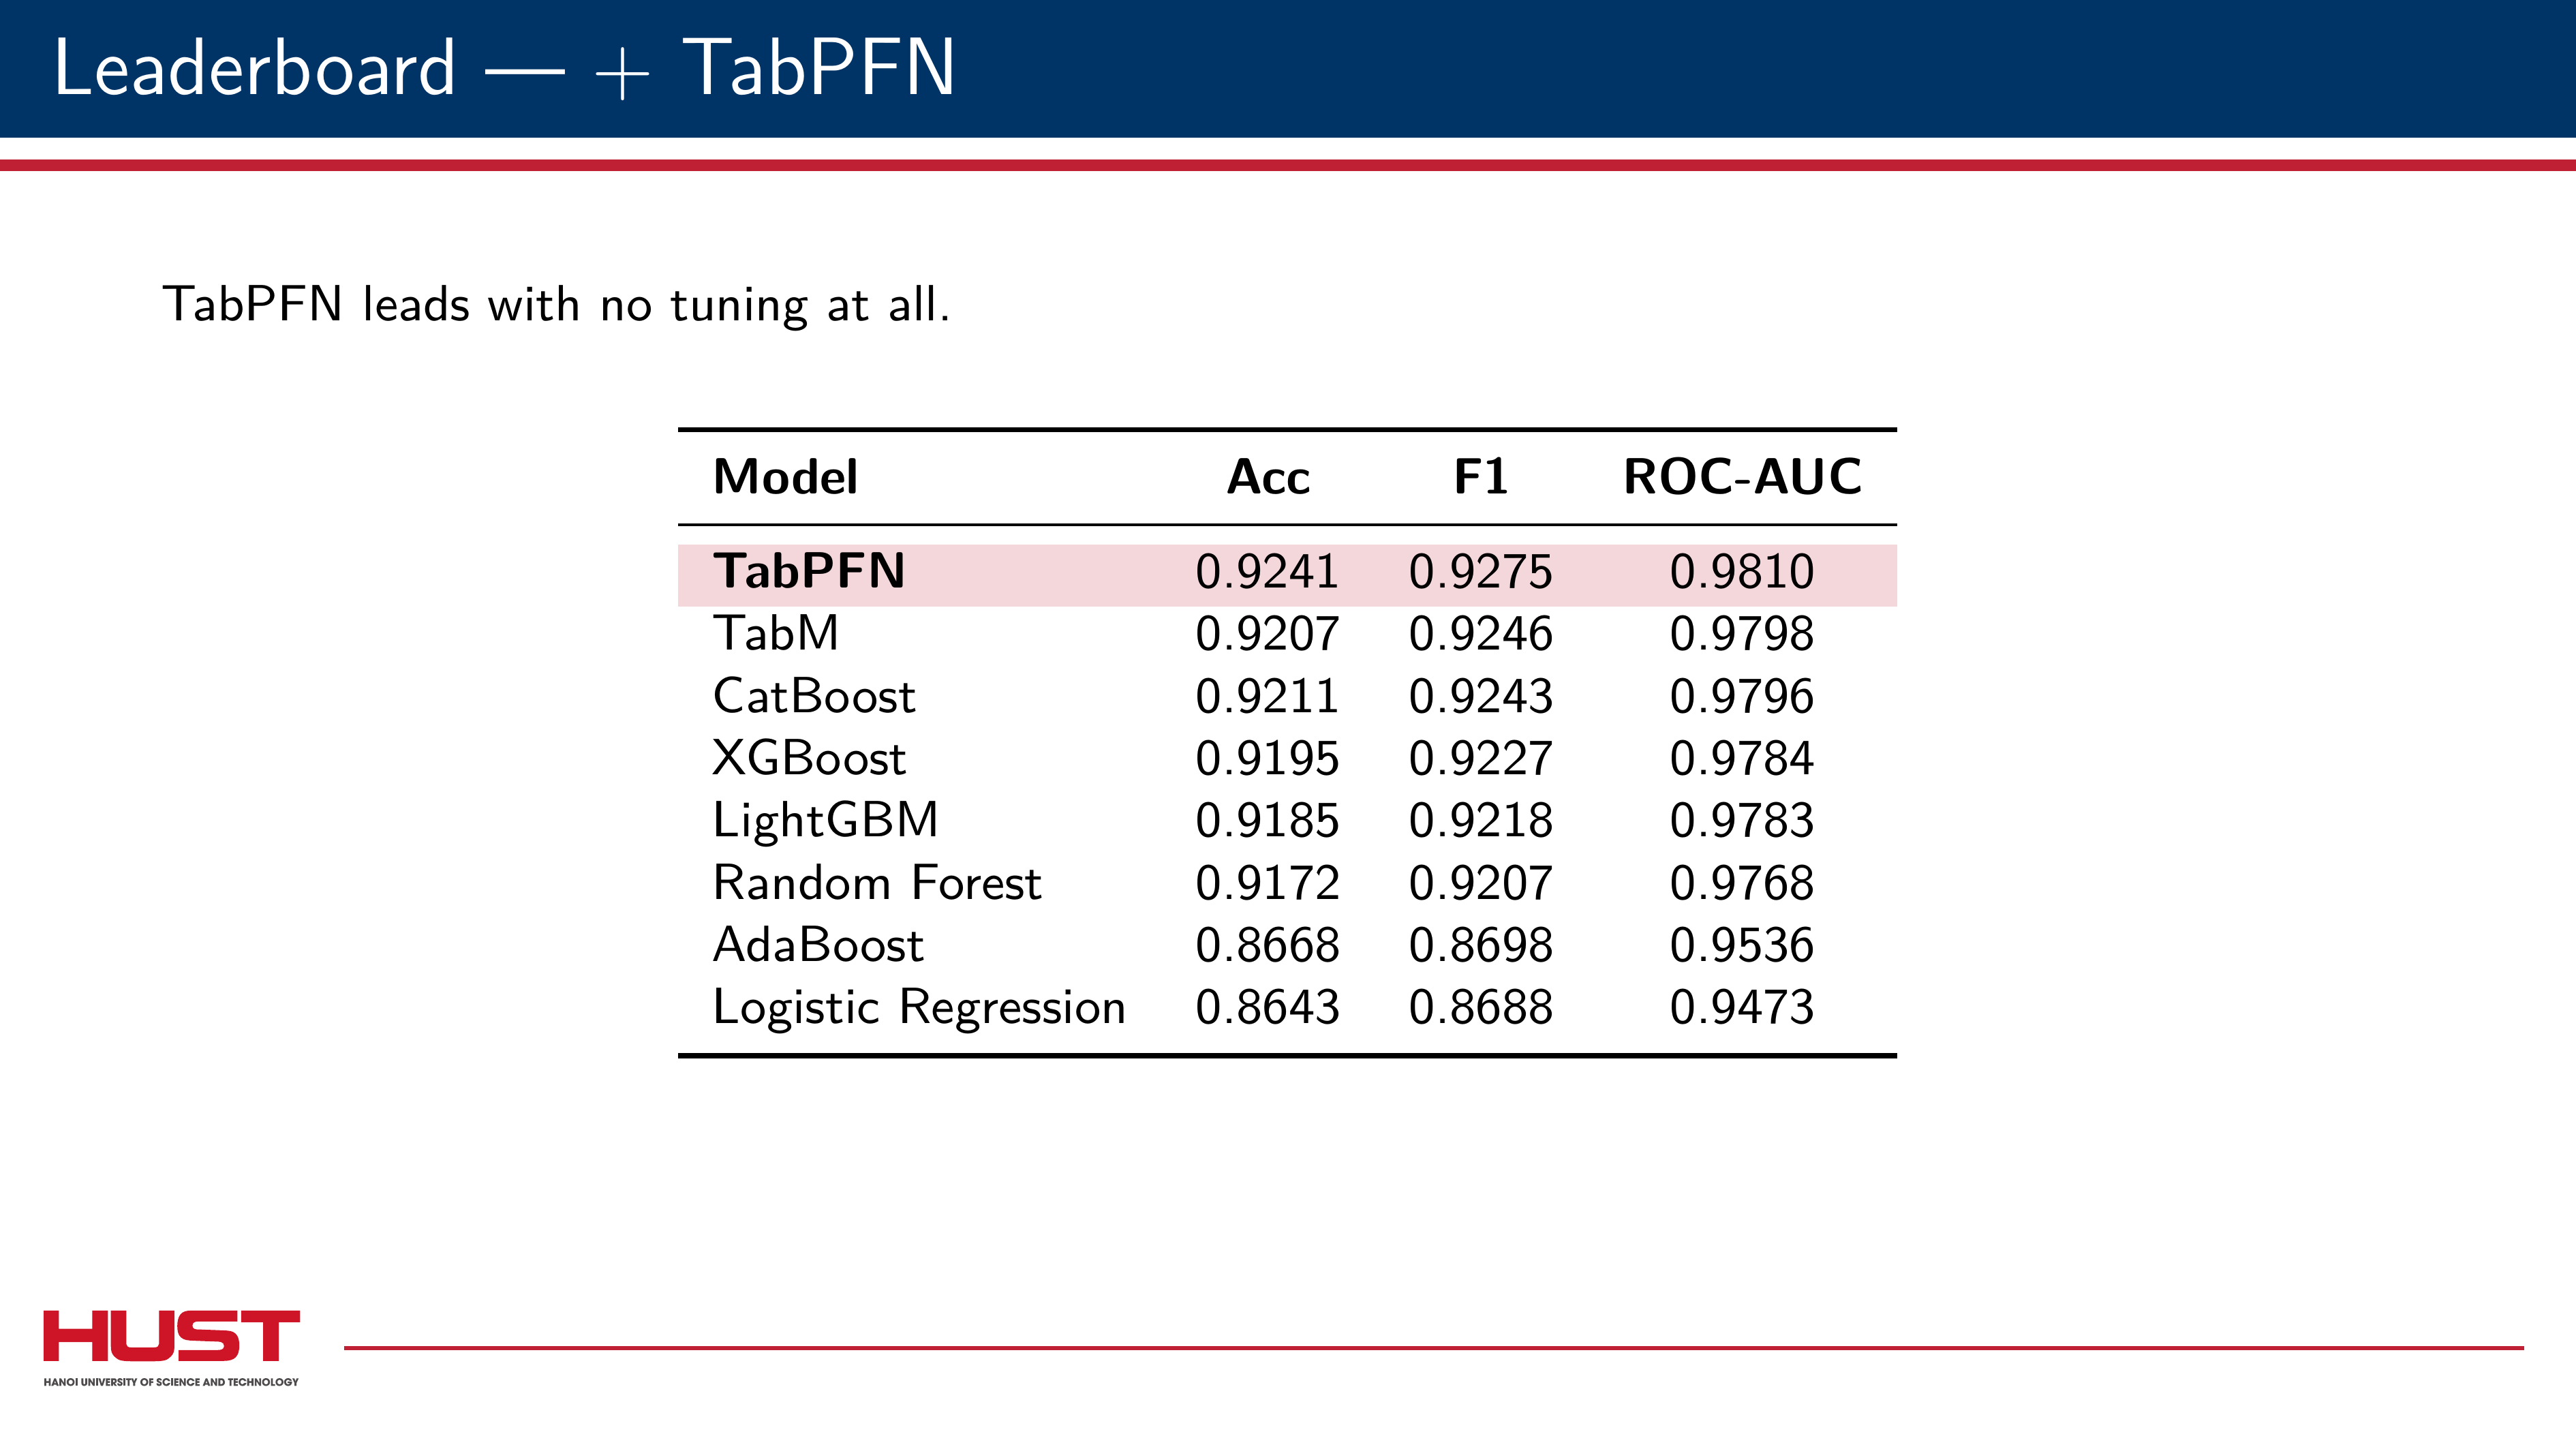 Leaderboard — + TabPFN
TabPFN leads with no tuning at all.
Model Acc F1 ROC-AUC
TabPFN 0.9241 0.9275 0.9810
TabM 0.9207 0.9246 0.9798
CatBoost 0.9211 0.9243 0.9796
XGBoost 0.9195 0.9227 0.9784
LightGBM 0.9185 0.9218 0.9783
Random Forest 0.9172 0.9207 0.9768
AdaBoost 0.8668 0.8698 0.9536
Logistic Regression 0.8643 0.8688 0.9473
HUST
HANOI UNIVERSITY OF SCIENCE AND TECHNOLOGY